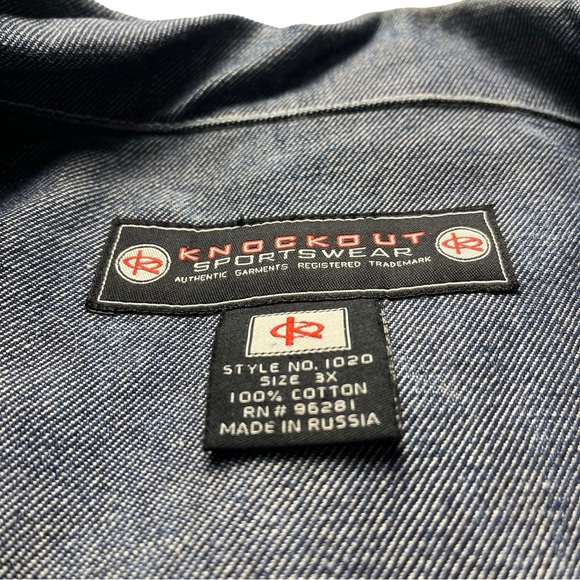 KNOCKOUT
SPORTSWEAR
AUTHENTIC GARMENTS REGISTERED TRADEMARK
STYLE NO. 1020
SIZE 3X
100% COTTON
RN# 96281
MADE IN RUSSIA